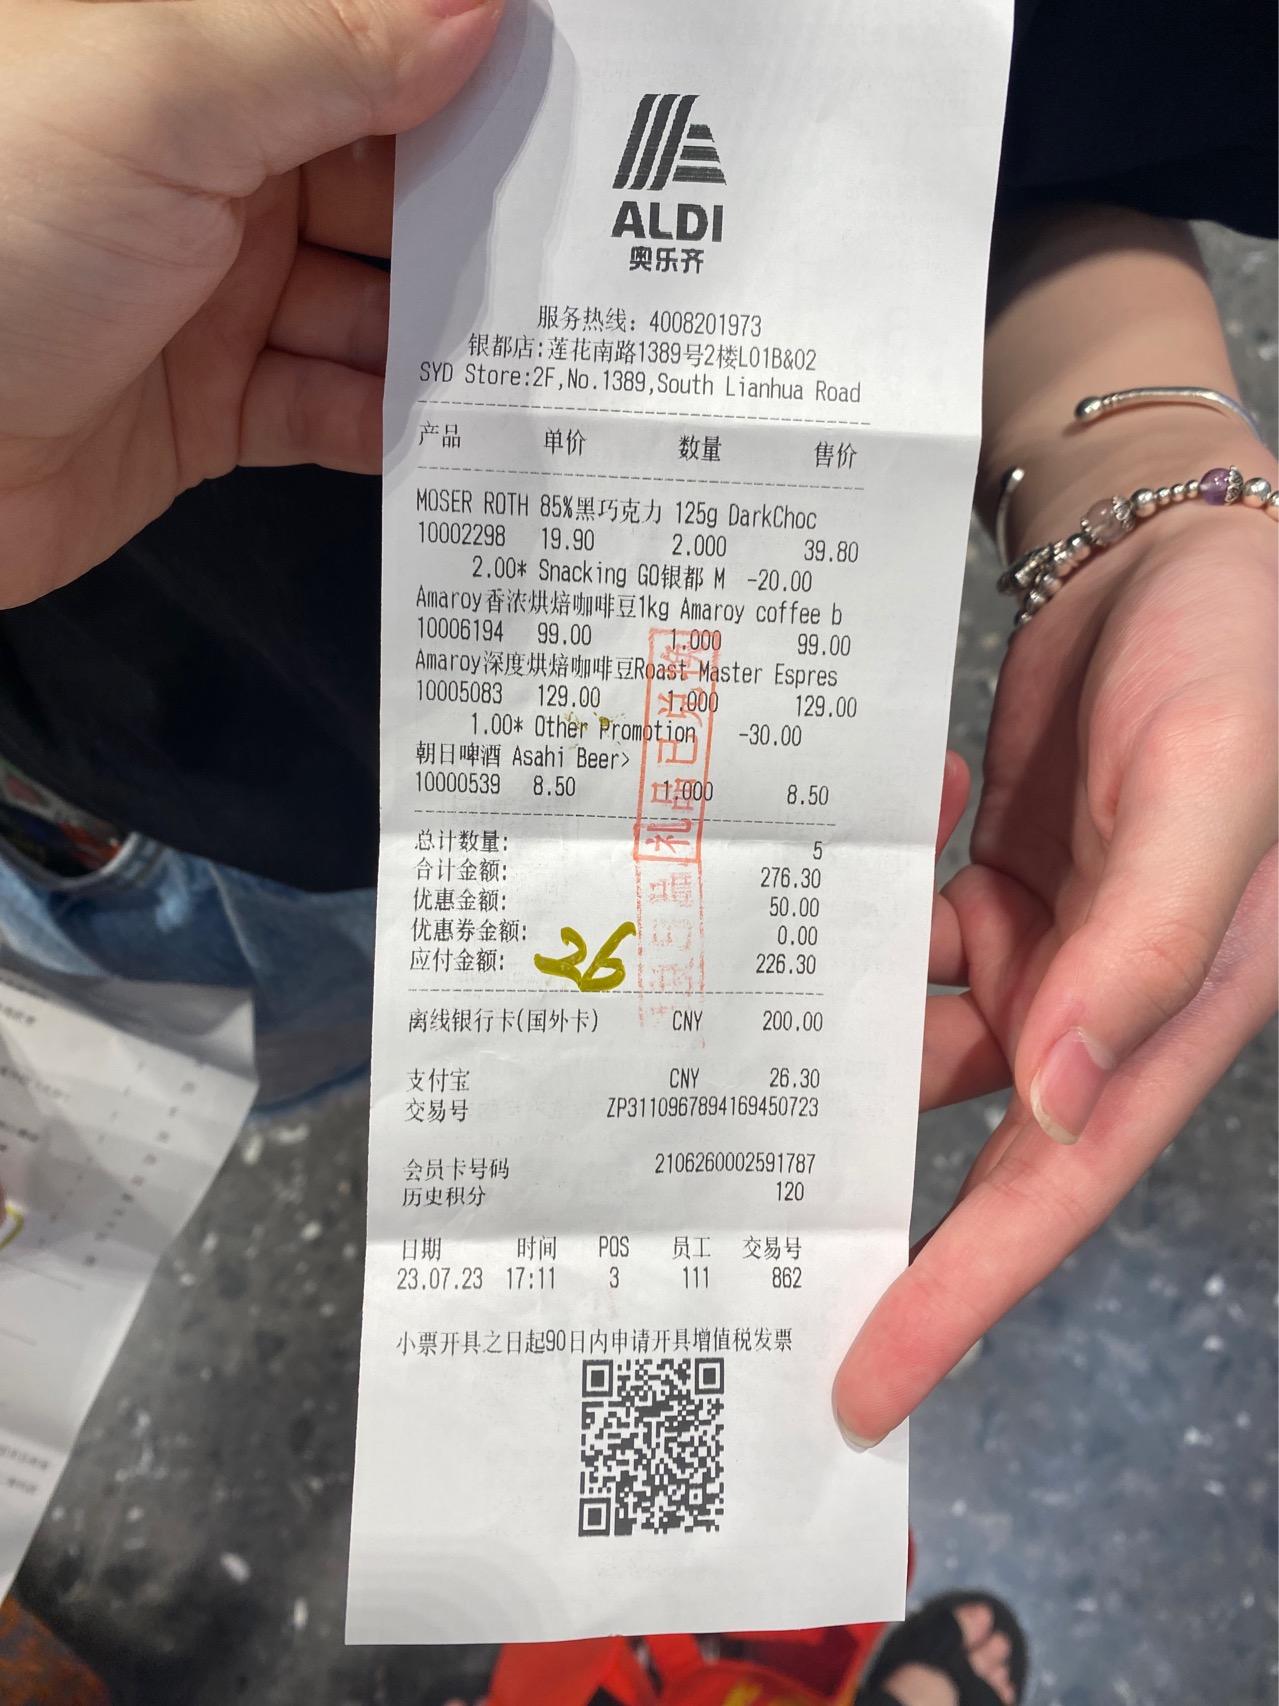 ALDI
奥乐齐
服务热线: 4008201973
银都店:莲花南路1389号2楼L01B&02
SYD Store:2F,No.1389,South Lianhua Road
产品 单价 数量 售价
MOSER ROTH 85%黑巧克力 125g DarkChoc
10002298 19.90 2.000 39.80
2.00* Snacking GO银都 M -20.00
Amaroy香浓烘焙咖啡豆1kg Amaroy coffee b
10006194 99.00 1.000 99.00
Amaroy深度烘焙咖啡豆Roast Master Espres
10005083 129.00 1.000 129.00
1.00* Other Promotion -30.00
朝日啤酒 Asahi Beer>
10000539 8.50 1.000 8.50
礼品已兑换
总计数量: 5
合计金额: 276.30
优惠金额: 50.00
优惠券金额: 0.00
应付金额: 26 226.30
离线银行卡(国外卡) CNY 200.00
支付宝 CNY 26.30
交易号 ZP3110967894169450723
会员卡号码 2106260002591787
历史积分 120
日期 时间 POS 员工 交易号
23.07.23 17:11 3 111 862
小票开具之日起90日内申请开具增值税发票